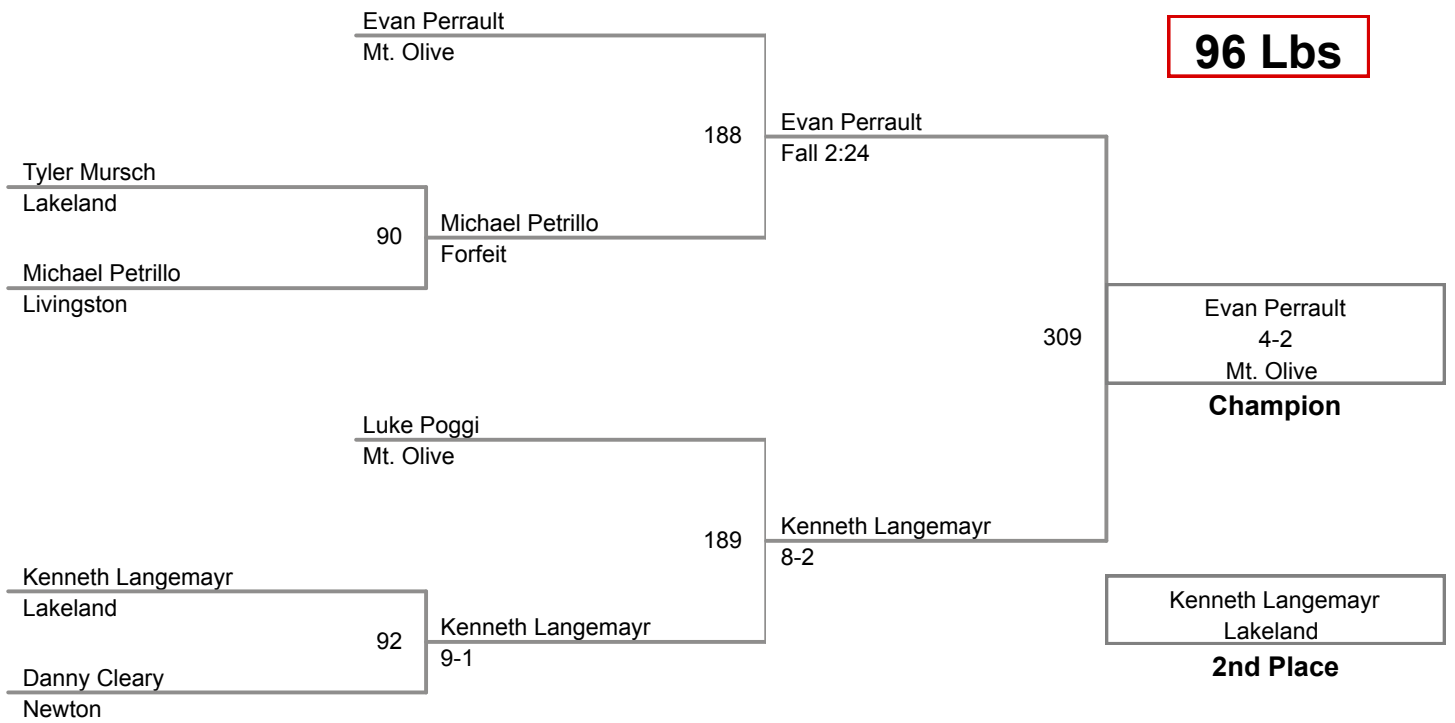 Evan Perrault
Mt. Olive
96 Lbs
188
Evan Perrault
Fall 2:24
Tyler Mursch
Lakeland
90
Michael Petrillo
Forfeit
Michael Petrillo
Livingston
309
Evan Perrault
4-2
Mt. Olive
Champion
Luke Poggi
Mt. Olive
189
Kenneth Langemayr
8-2
Kenneth Langemayr
Lakeland
92
Kenneth Langemayr
9-1
Danny Cleary
Newton
Kenneth Langemayr
Lakeland
2nd Place